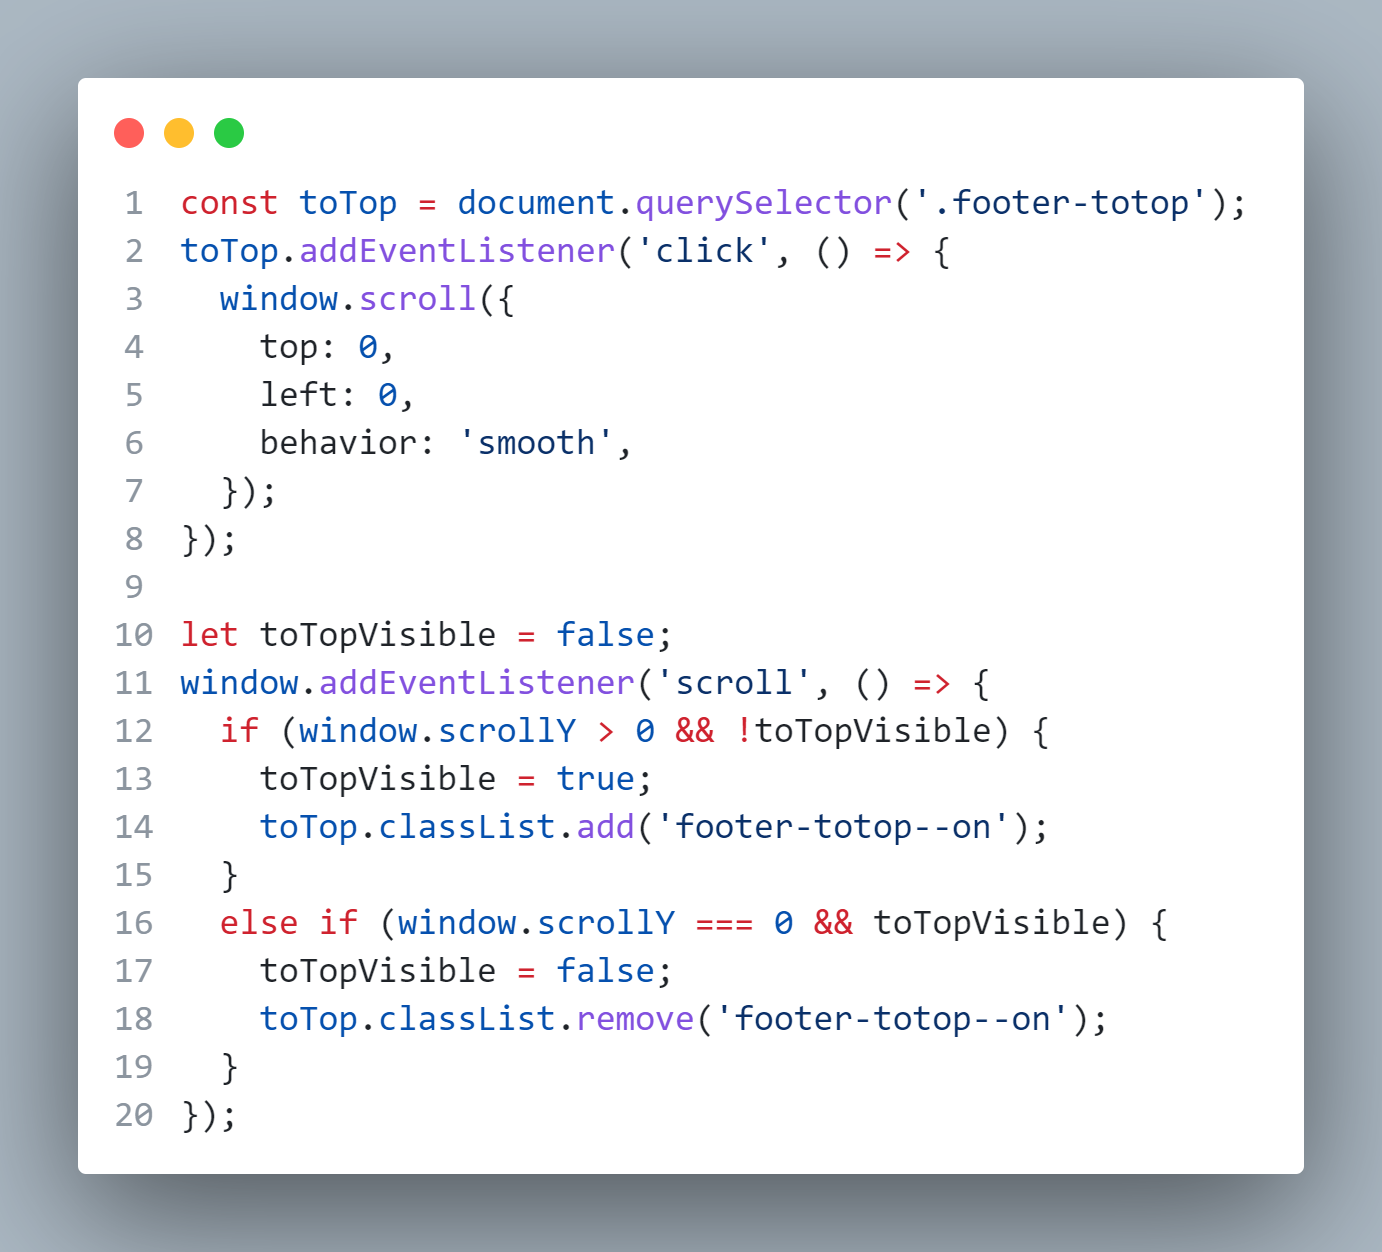 1 const toTop = document.querySelector('.footer-totop');
2 toTop.addEventListener('click', () => {
3   window.scroll({
4     top: 0,
5     left: 0,
6     behavior: 'smooth',
7   });
8 });
9
10 let toTopVisible = false;
11 window.addEventListener('scroll', () => {
12   if (window.scrollY > 0 && !toTopVisible) {
13     toTopVisible = true;
14     toTop.classList.add('footer-totop--on');
15   }
16   else if (window.scrollY === 0 && toTopVisible) {
17     toTopVisible = false;
18     toTop.classList.remove('footer-totop--on');
19   }
20 });